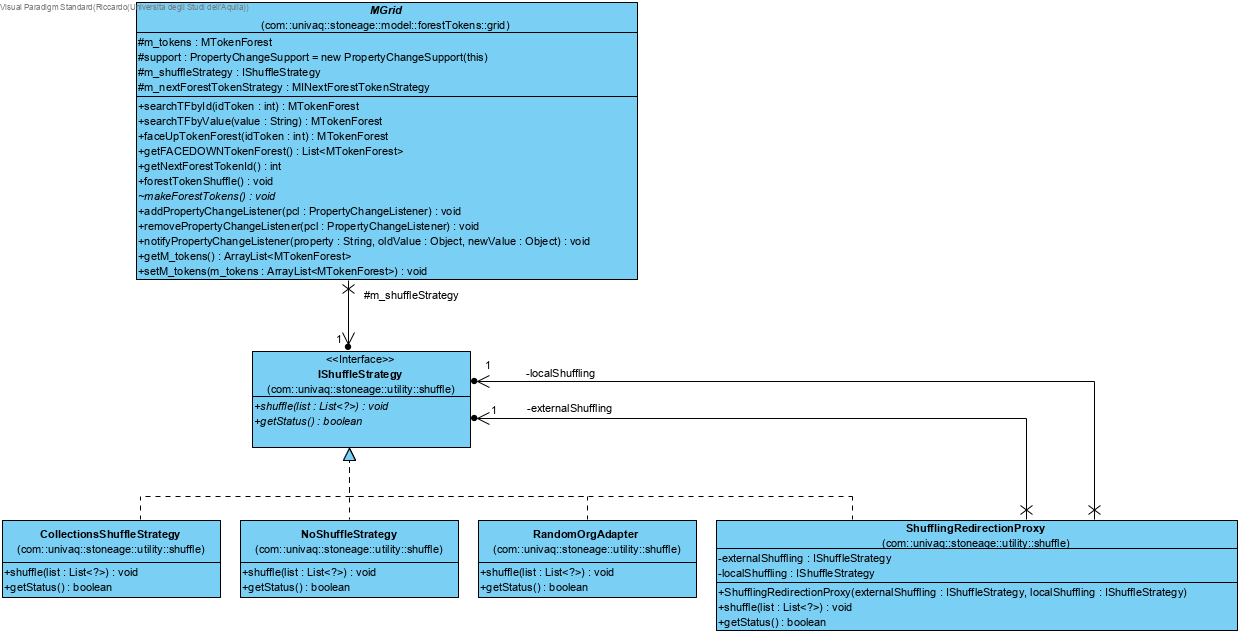 Visual Paradigm Standard(Riccardo(Università degli Studi dell'Aquila))
MGrid
(com::univaq::stoneage::model::forestTokens::grid)
#m_tokens : MTokenForest
#support : PropertyChangeSupport = new PropertyChangeSupport(this)
#m_shuffleStrategy : IShuffleStrategy
#m_nextForestTokenStrategy : MINextForestTokenStrategy
+searchTFbyId(idToken : int) : MTokenForest
+searchTFbyValue(value : String) : MTokenForest
+faceUpTokenForest(idToken : int) : MTokenForest
+getFACEDOWNTokenForest() : List<MTokenForest>
+getNextForestTokenId() : int
+forestTokenShuffle() : void
~makeForestTokens() : void
+addPropertyChangeListener(pcl : PropertyChangeListener) : void
+removePropertyChangeListener(pcl : PropertyChangeListener) : void
+notifyPropertyChangeListener(property : String, oldValue : Object, newValue : Object) : void
+getM_tokens() : ArrayList<MTokenForest>
+setM_tokens(m_tokens : ArrayList<MTokenForest>) : void
#m_shuffleStrategy
1
<<Interface>>
IShuffleStrategy
(com::univaq::stoneage::utility::shuffle)
+shuffle(list : List<?>) : void
+getStatus() : boolean
1
-localShuffling
1
-externalShuffling
CollectionsShuffleStrategy
(com::univaq::stoneage::utility::shuffle)
+shuffle(list : List<?>) : void
+getStatus() : boolean
NoShuffleStrategy
(com::univaq::stoneage::utility::shuffle)
+shuffle(list : List<?>) : void
+getStatus() : boolean
RandomOrgAdapter
(com::univaq::stoneage::utility::shuffle)
+shuffle(list : List<?>) : void
+getStatus() : boolean
ShufflingRedirectionProxy
(com::univaq::stoneage::utility::shuffle)
-externalShuffling : IShuffleStrategy
-localShuffling : IShuffleStrategy
+ShufflingRedirectionProxy(externalShuffling : IShuffleStrategy, localShuffling : IShuffleStrategy)
+shuffle(list : List<?>) : void
+getStatus() : boolean